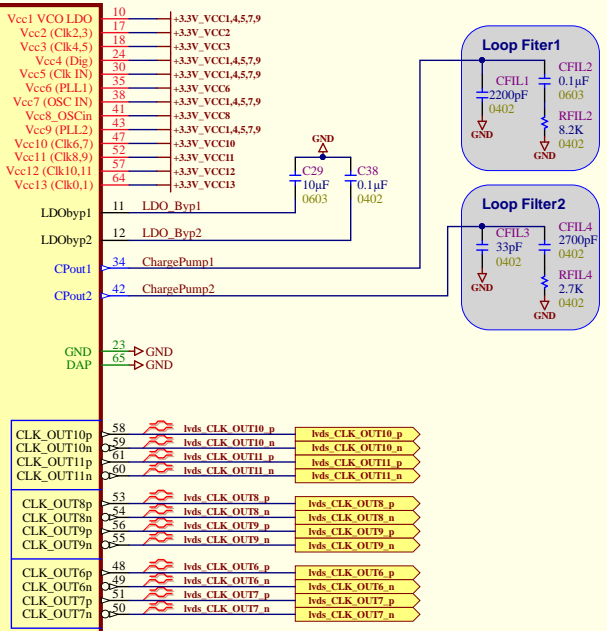 Vcc1 VCO LDO 10 +3.3V_VCC1,4,5,7,9
Vcc2 (Clk2,3) 17 +3.3V_VCC2
Vcc3 (Clk4,5) 18 +3.3V_VCC3
Vcc4 (Dig) 24 +3.3V_VCC1,4,5,7,9
Vcc5 (Clk IN) 30 +3.3V_VCC1,4,5,7,9
Vcc6 (PLL1) 35 +3.3V_VCC6
Vcc7 (OSC IN) 38 +3.3V_VCC1,4,5,7,9
Vcc8_OSCin 41 +3.3V_VCC8
Vcc9 (PLL2) 43 +3.3V_VCC1,4,5,7,9
Vcc10 (Clk6,7) 47 +3.3V_VCC10
Vcc11 (Clk8,9) 52 +3.3V_VCC11
Vcc12 (Clk10,11 57 +3.3V_VCC12
Vcc13 (Clk0,1) 64 +3.3V_VCC13
LDObyp1 11 LDO_Byp1
LDObyp2 12 LDO_Byp2
CPout1 34 ChargePump1
CPout2 42 ChargePump2
GND
C29
10µF
0603
C38
0.1µF
0402
Loop Fiter1
CFIL1
2200pF
0402
GND
CFIL2
0.1µF
0603
RFIL2
8.2K
0402
GND
Loop Filter2
CFIL3
33pF
0402
GND
CFIL4
2700pF
0402
RFIL4
2.7K
0402
GND
GND 23 GND
DAP 65 GND
CLK_OUT10p 58 lvds_CLK_OUT10_p lvds_CLK_OUT10_p
CLK_OUT10n 59 lvds_CLK_OUT10_n lvds_CLK_OUT10_n
CLK_OUT11p 61 lvds_CLK_OUT11_p lvds_CLK_OUT11_p
CLK_OUT11n 60 lvds_CLK_OUT11_n lvds_CLK_OUT11_n
CLK_OUT8p 53 lvds_CLK_OUT8_p lvds_CLK_OUT8_p
CLK_OUT8n 54 lvds_CLK_OUT8_n lvds_CLK_OUT8_n
CLK_OUT9p 56 lvds_CLK_OUT9_p lvds_CLK_OUT9_p
CLK_OUT9n 55 lvds_CLK_OUT9_n lvds_CLK_OUT9_n
CLK_OUT6p 48 lvds_CLK_OUT6_p lvds_CLK_OUT6_p
CLK_OUT6n 49 lvds_CLK_OUT6_n lvds_CLK_OUT6_n
CLK_OUT7p 51 lvds_CLK_OUT7_p lvds_CLK_OUT7_p
CLK_OUT7n 50 lvds_CLK_OUT7_n lvds_CLK_OUT7_n